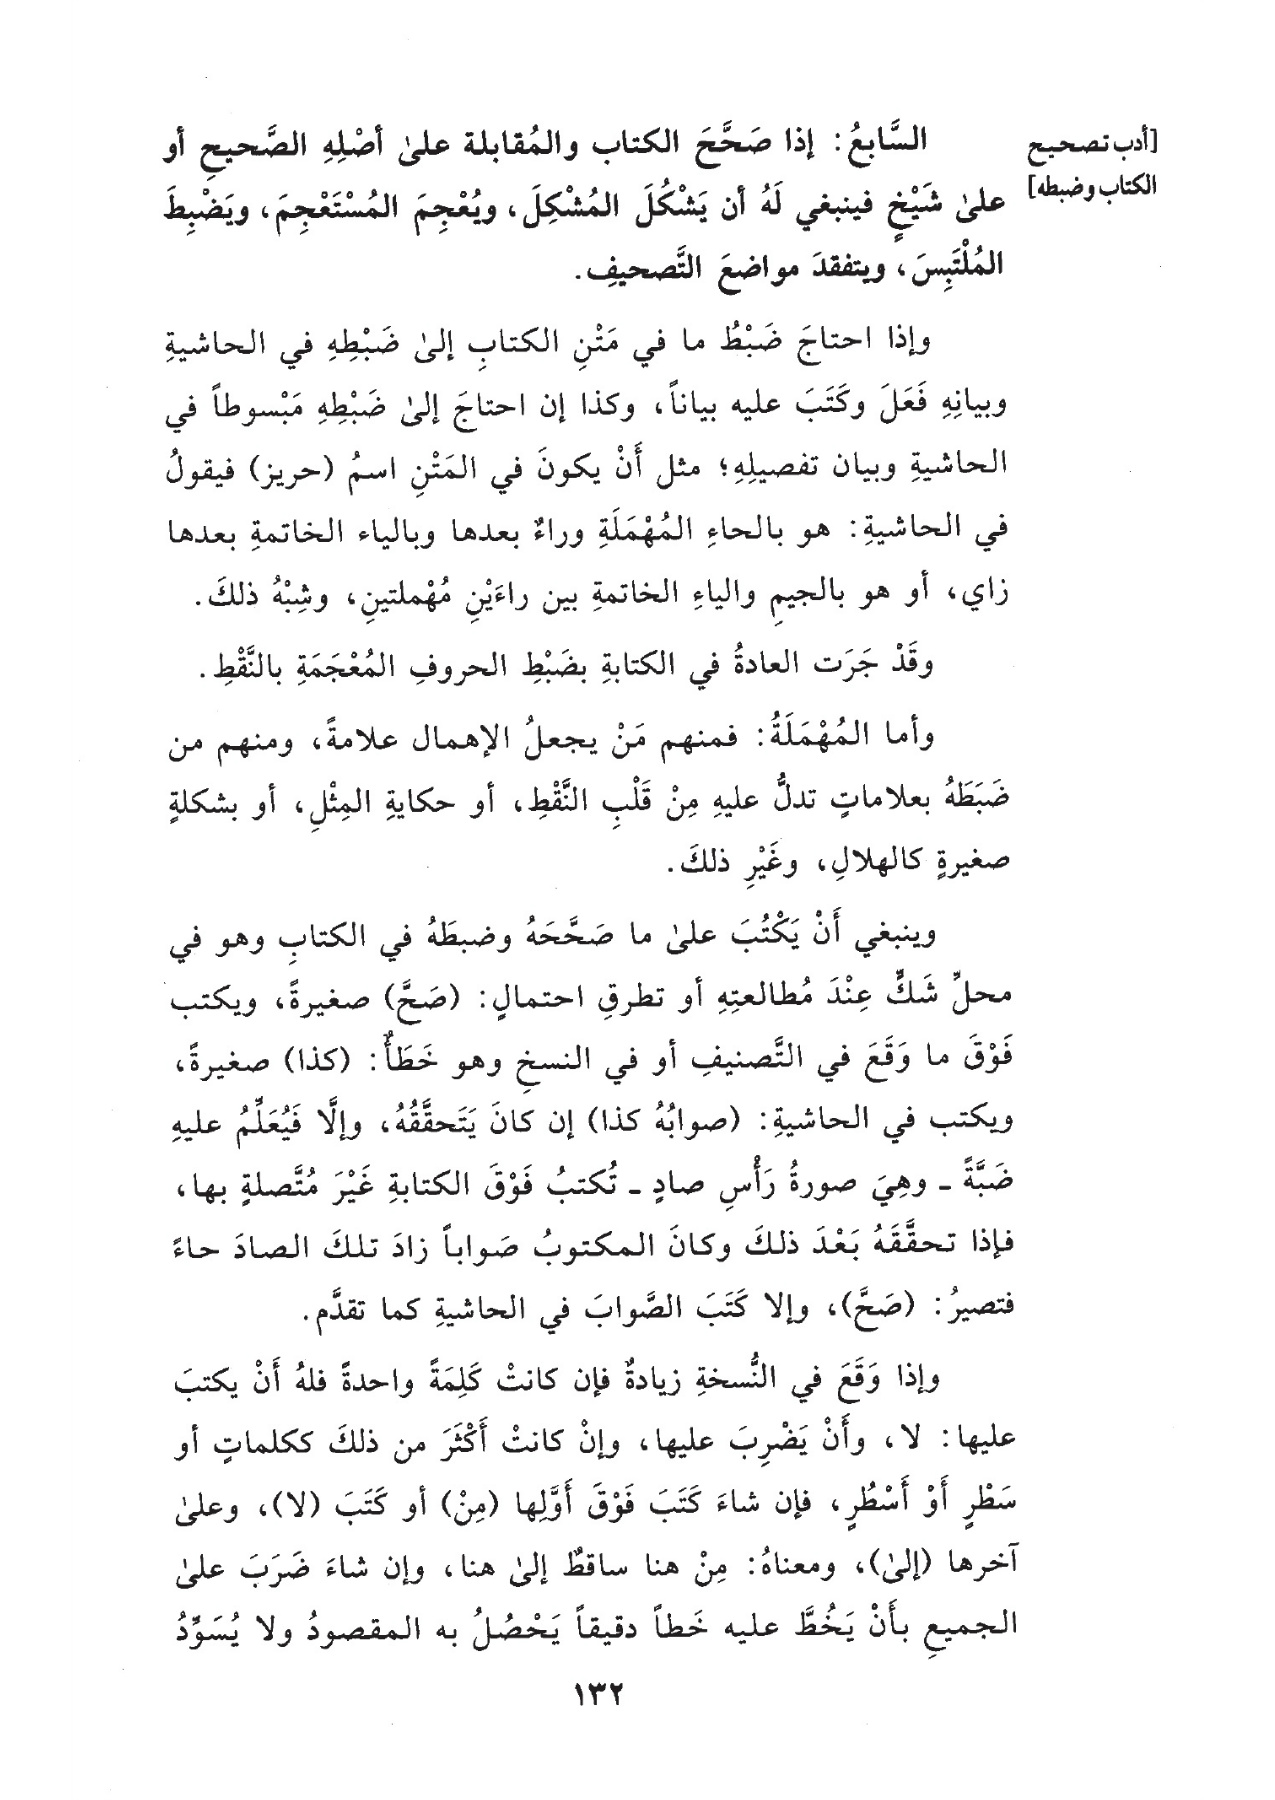 [أدب تصحيح
الكتاب وضبطه]
السَّابعُ: إذا صَحَّحَ الكتاب والمُقابلة علىٰ أصْلِهِ الصَّحيحِ أو
علىٰ شَيْخٍ فينبغي لَهُ أن يَشْكُلَ المُشْكِلَ، ويُعْجِمَ المُسْتَعْجِمَ، ويَضْبِطَ
المُلْتَبِسَ، ويتفقدَ مواضعَ التَّصحيفِ.
وإذا احتاجَ ضَبْطُ ما في مَتْنِ الكتابِ إلىٰ ضَبْطِهِ في الحاشيةِ
وبيانِهِ فَعَلَ وكَتَبَ عليه بياناً، وكذا إن احتاجَ إلىٰ ضَبْطِهِ مَبْسوطاً في
الحاشيةِ وبيان تفصيلِهِ؛ مثل أَنْ يكونَ في المَتْنِ اسمُ (حريز) فيقولُ
في الحاشيةِ: هو بالحاءِ المُهْمَلَةِ وراءٌ بعدها وبالياء الخاتمةِ بعدها
زاي، أو هو بالجيمِ والياءِ الخاتمةِ بين راءَيْنِ مُهْملتينِ، وشِبْهُ ذلكَ.
وقَدْ جَرَت العادةُ في الكتابةِ بضَبْطِ الحروفِ المُعْجَمَةِ بالنَّقْطِ.
وأما المُهْمَلَةُ: فمنهم مَنْ يجعلُ الإهمال علامةً، ومنهم من
ضَبَطَهُ بعلاماتٍ تدلُّ عليهِ مِنْ قَلْبِ النَّقْطِ، أو حكايةِ المِثْلِ، أو بشكلةٍ
صغيرةٍ كالهلالِ، وغَيْرِ ذلكَ.
وينبغي أَنْ يَكْتُبَ علىٰ ما صَحَّحَهُ وضبطَهُ في الكتابِ وهو في
محلِّ شَكٍّ عِنْدَ مُطالعتِهِ أو تطرقِ احتمالٍ: (صَحَّ) صغيرةً، ويكتب
فَوْقَ ما وَقَعَ في التَّصنيفِ أو في النسخِ وهو خَطَأٌ: (كذا) صغيرةً،
ويكتب في الحاشيةِ: (صوابُهُ كذا) إن كانَ يَتَحقَّقُهُ، وإلَّا فَيُعَلِّمُ عليهِ
ضَبَّةً ـ وهِيَ صورةُ رَأْسِ صادٍ ـ تُكتبُ فَوْقَ الكتابةِ غَيْرَ مُتَّصلةٍ بها،
فإذا تحقَّقَهُ بَعْدَ ذلكَ وكانَ المكتوبُ صَواباً زادَ تلكَ الصادَ حاءً
فتصيرُ: (صَحَّ)، وإلا كَتَبَ الصَّوابَ في الحاشيةِ كما تقدَّم.
وإذا وَقَعَ في النُّسخةِ زيادةٌ فإن كانتْ كَلِمَةً واحدةً فلهُ أَنْ يكتبَ
عليها: لا، وأَنْ يَضْرِبَ عليها، وإنْ كانتْ أَكْثَرَ من ذلكَ ككلماتٍ أو
سَطْرٍ أَوْ أَسْطُرٍ، فإن شاءَ كَتَبَ فَوْقَ أَوَّلِها (مِنْ) أو كَتَبَ (لا)، وعلىٰ
آخرها (إلىٰ)، ومعناهُ: مِنْ هنا ساقطٌ إلىٰ هنا، وإن شاءَ ضَرَبَ علىٰ
الجميعِ بأَنْ يَخُطَّ عليه خَطاً دقيقاً يَحْصُلُ به المقصودُ ولا يُسَوِّدُ
١٣٢